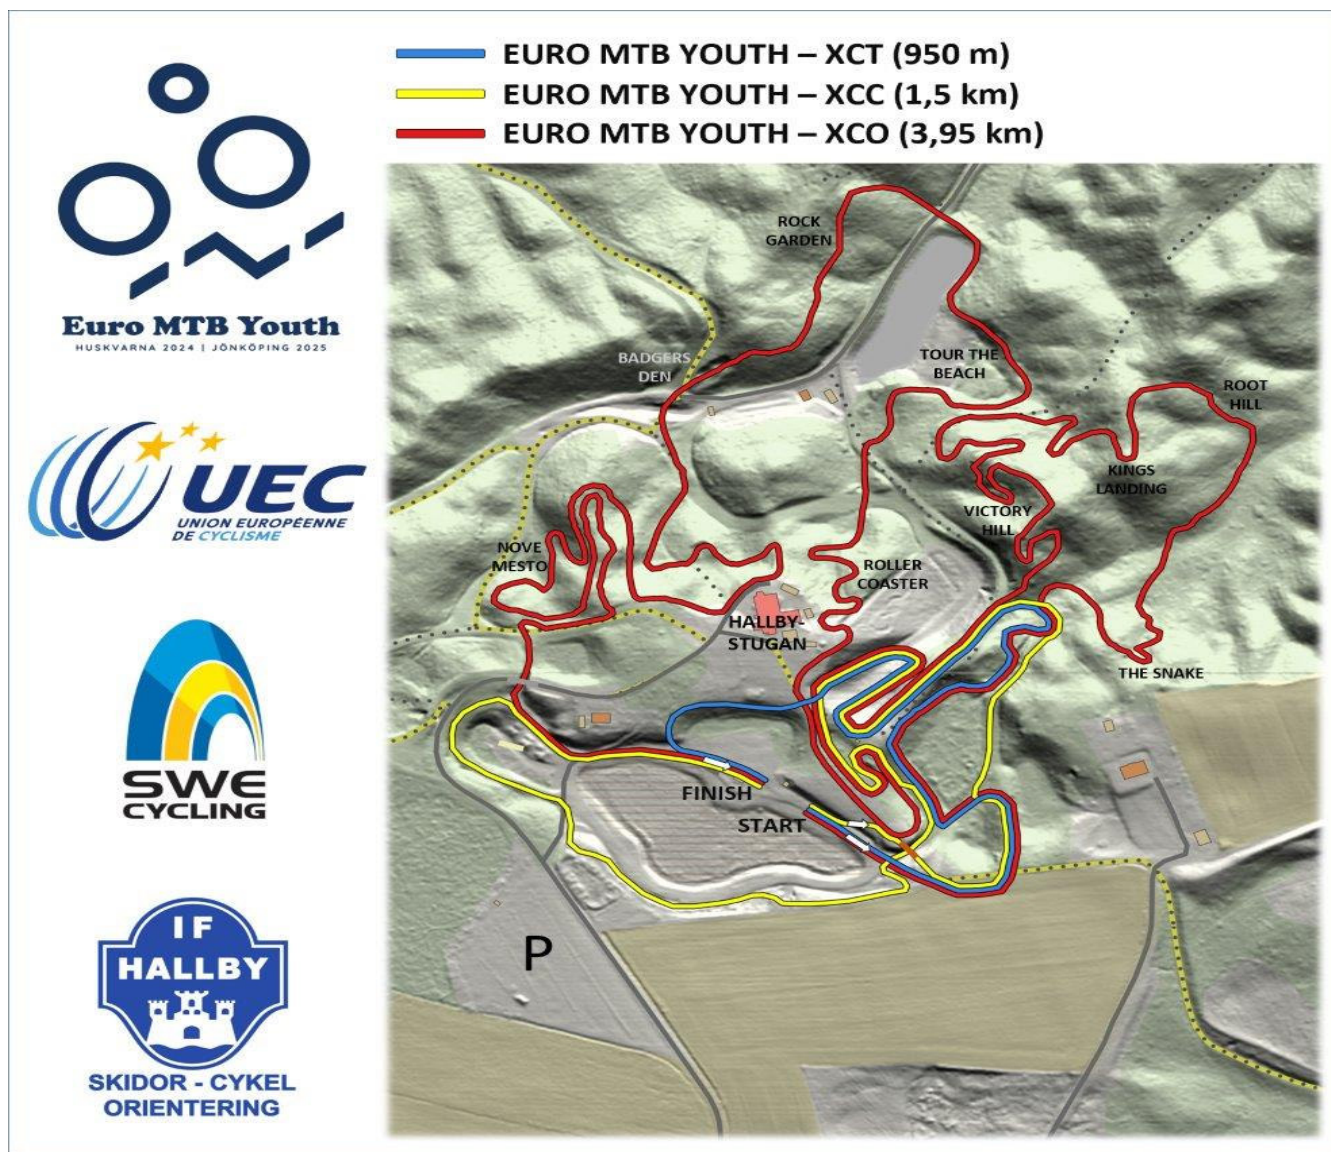 EURO MTB YOUTH – XCT (950 m)
EURO MTB YOUTH – XCC (1,5 km)
EURO MTB YOUTH – XCO (3,95 km)
Euro MTB Youth
HUSKVARNA 2024 | JÖNKÖPING 2025
UEC
UNION EUROPÉENNE
DE CYCLISME
SWE
CYCLING
IF
HALLBY
SKIDOR - CYKEL
ORIENTERING
ROCK
GARDEN
BADGERS
DEN
TOUR THE
BEACH
ROOT
HILL
KINGS
LANDING
VICTORY
HILL
NOVE
MESTO
ROLLER
COASTER
HALLBY-
STUGAN
THE SNAKE
FINISH
START
P